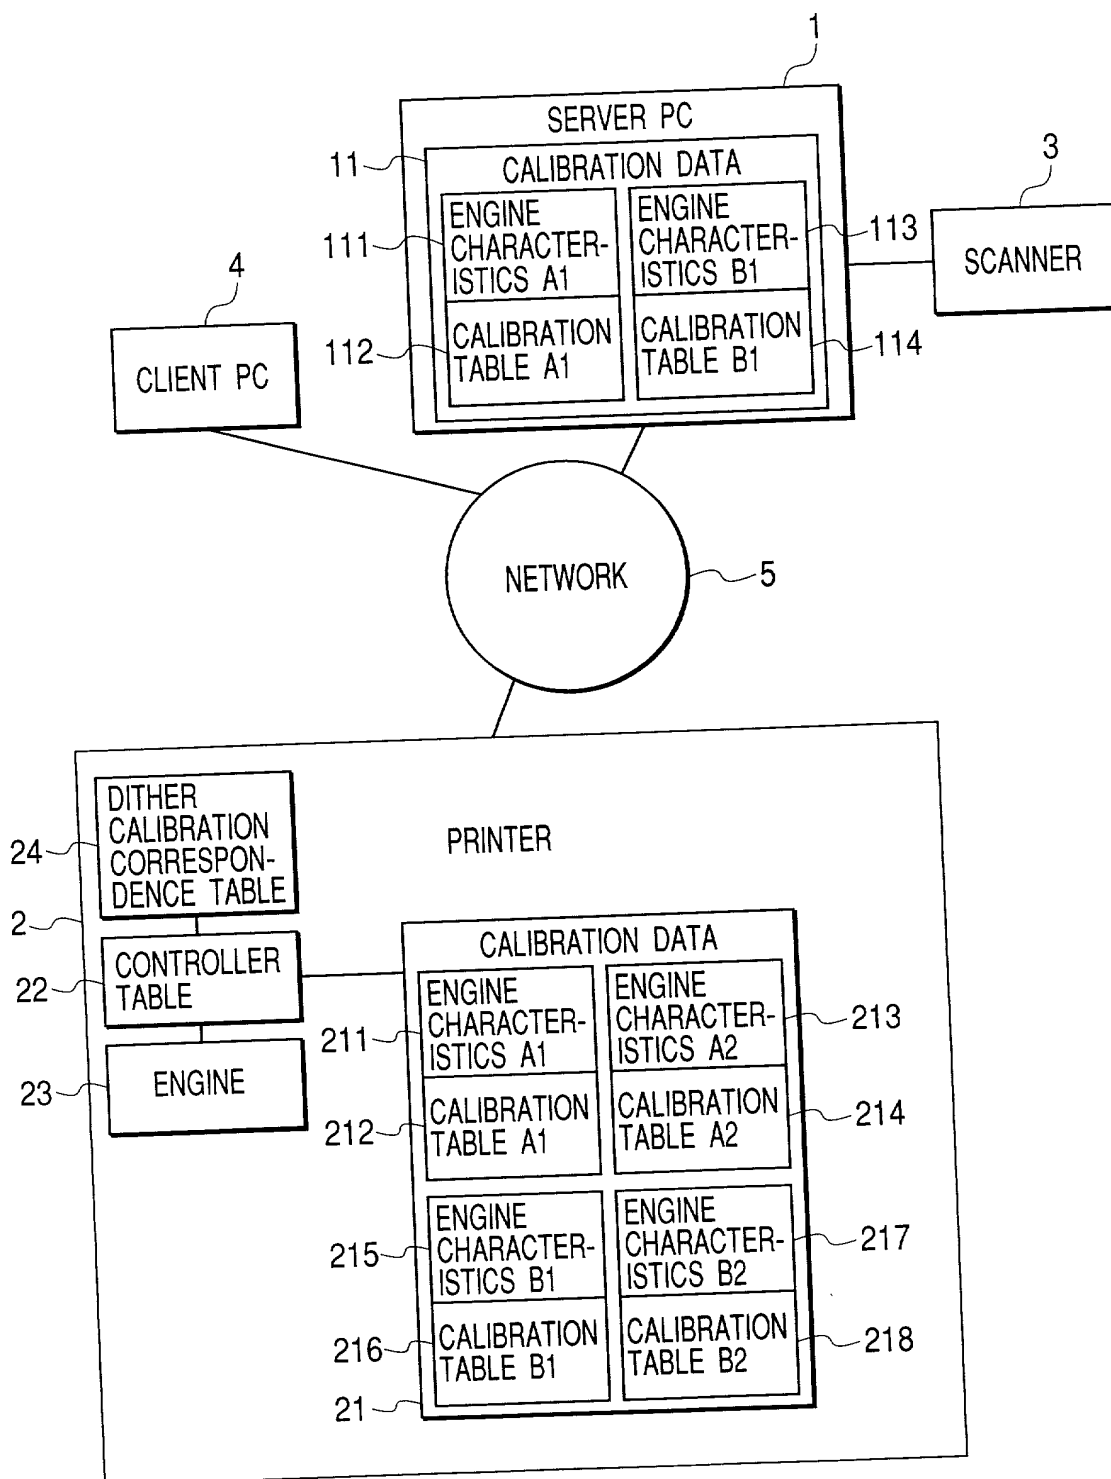 1
SERVER PC
11
CALIBRATION DATA
3
ENGINE
CHARACTER-
ISTICS A1
111
ENGINE
CHARACTER-
ISTICS B1
113
SCANNER
4
CALIBRATION
TABLE A1
112
CALIBRATION
TABLE B1
114
CLIENT PC
NETWORK
5
DITHER
CALIBRATION
CORRESPON-
DENCE TABLE
24
PRINTER
2
CALIBRATION DATA
CONTROLLER
TABLE
22
ENGINE
CHARACTER-
ISTICS A1
211
ENGINE
CHARACTER-
ISTICS A2
213
ENGINE
23
CALIBRATION
TABLE A1
212
CALIBRATION
TABLE A2
214
ENGINE
CHARACTER-
ISTICS B1
215
ENGINE
CHARACTER-
ISTICS B2
217
CALIBRATION
TABLE B1
216
CALIBRATION
TABLE B2
218
21